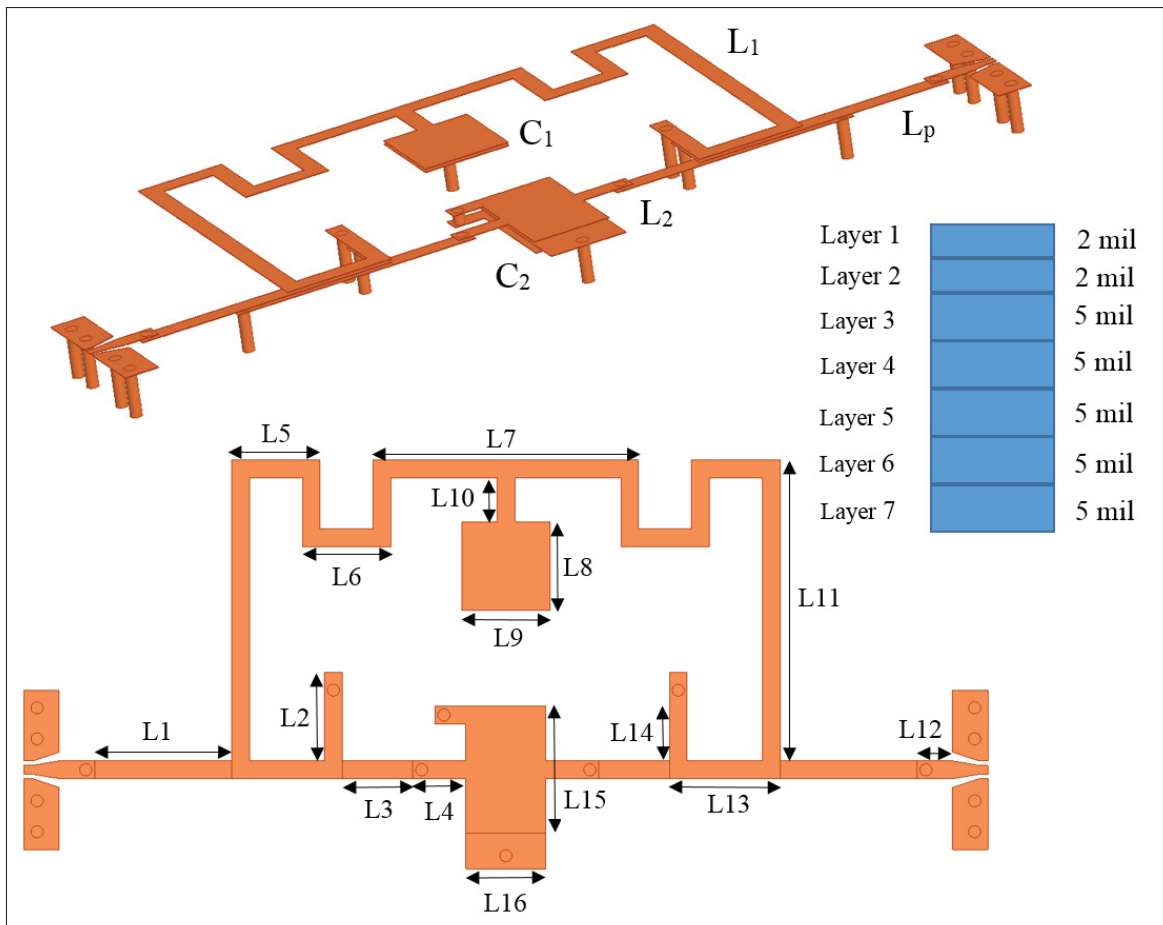 L₁
Lₚ
C₁
L₂
C₂
Layer 1 2 mil
Layer 2 2 mil
Layer 3 5 mil
Layer 4 5 mil
Layer 5 5 mil
Layer 6 5 mil
Layer 7 5 mil
L5
L7
L10
L6
L8
L9
L11
L2
L14
L1
L12
L3
L4
L15
L13
L16